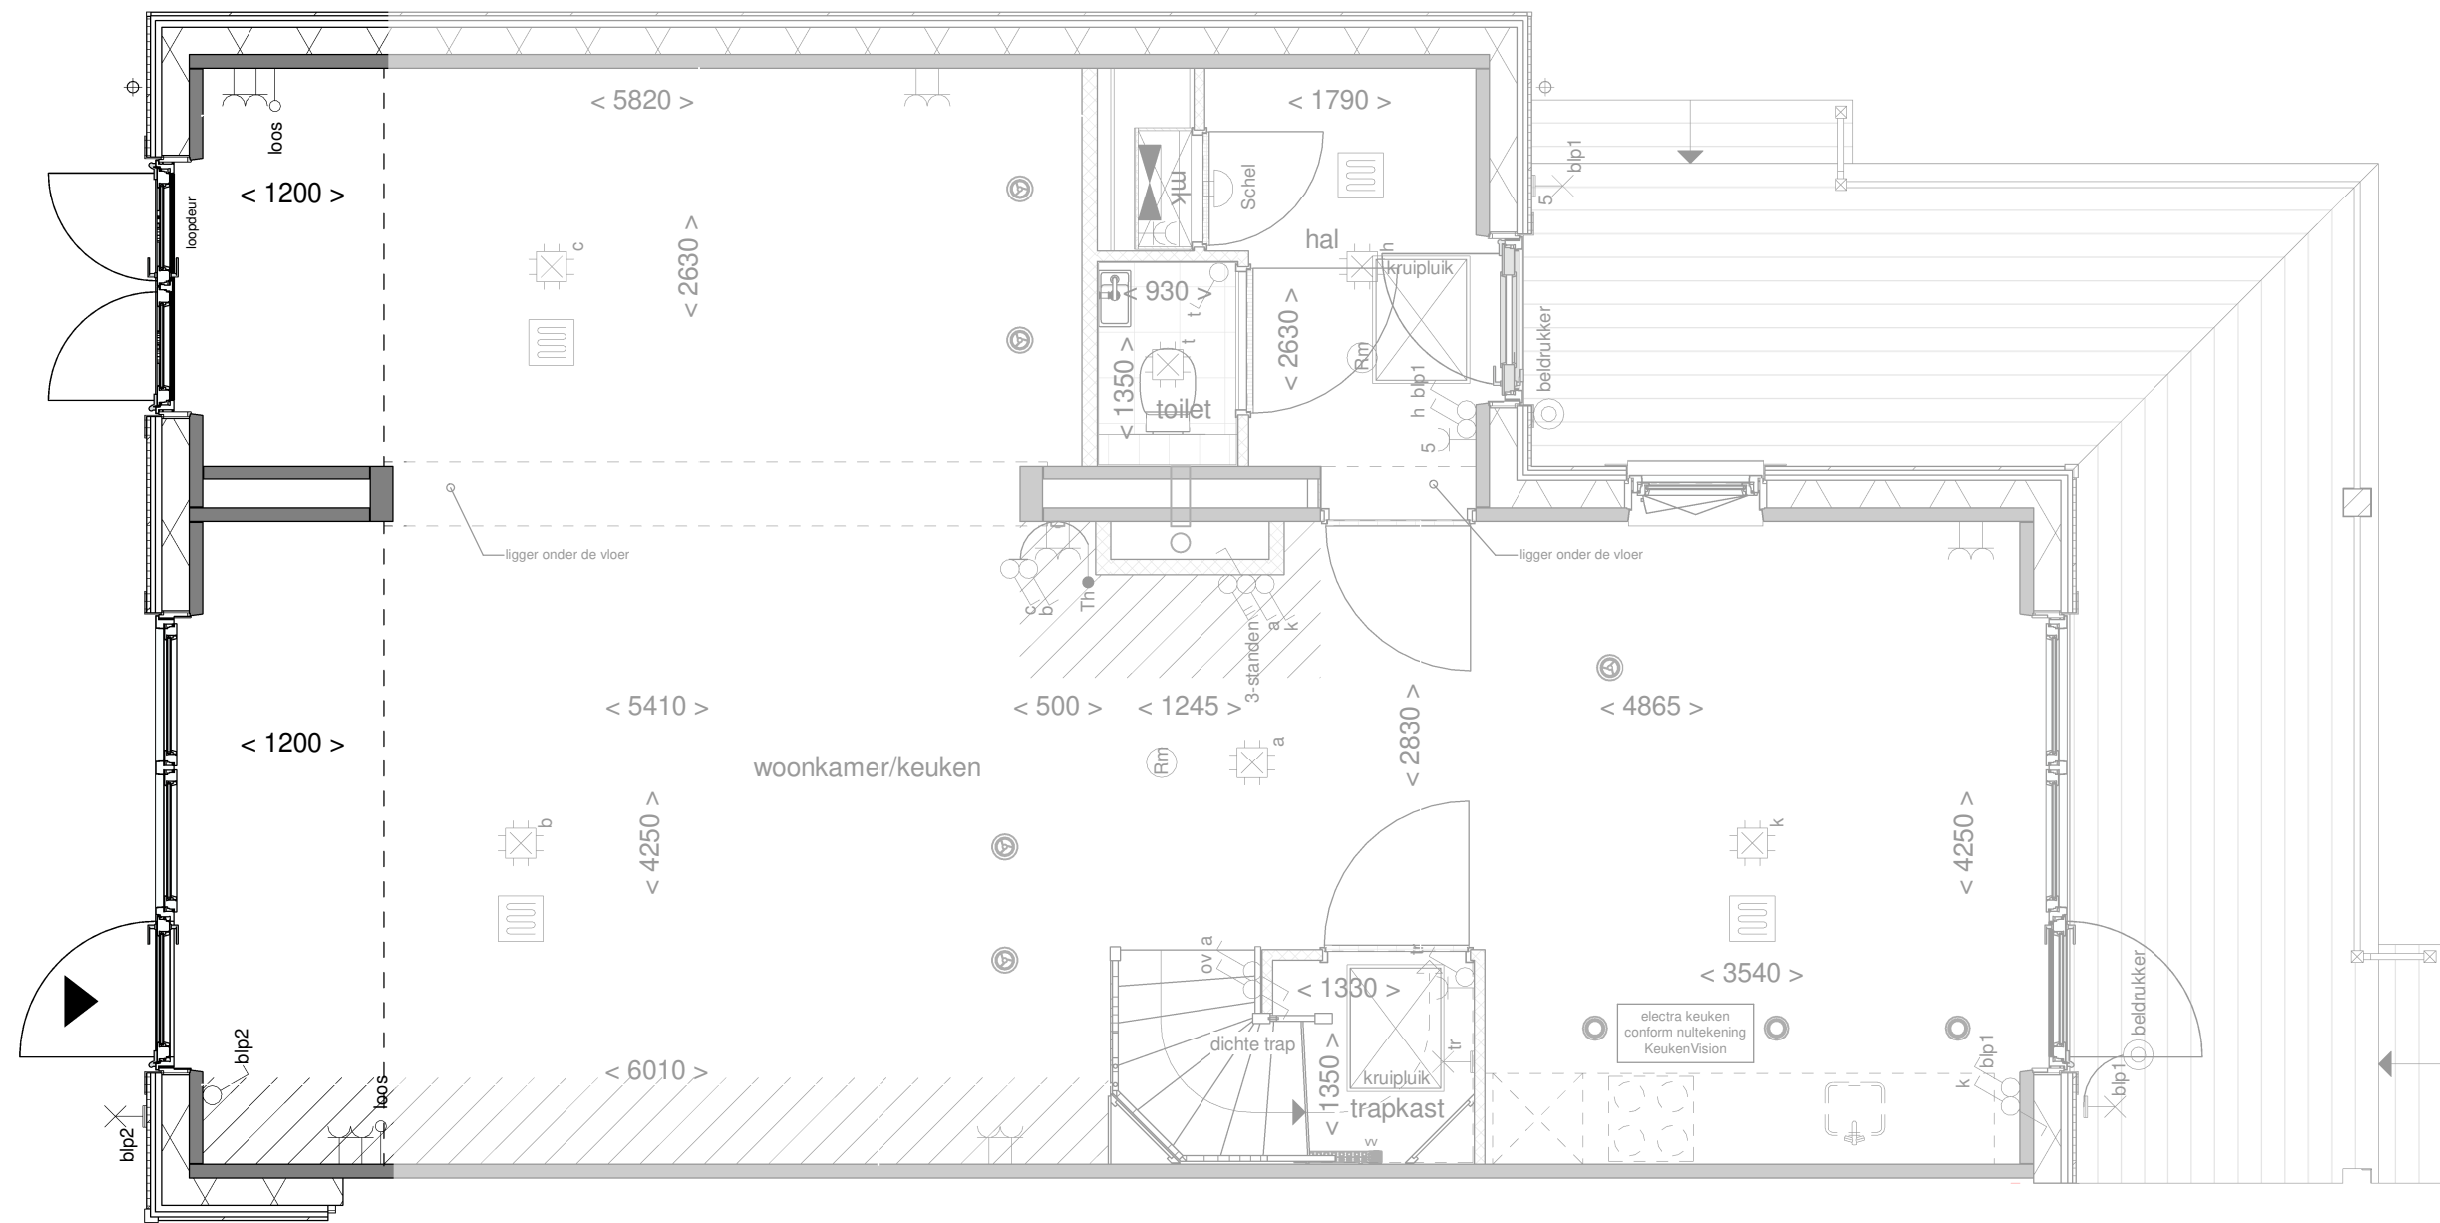 < 5820 >
< 1790 >
loos
blp1
5
< 1200 >
loopdeur
mk
Schel
c
< 2630 >
hal
h
kruipluik
< 930 >
t
t
< 2630 >
Rm
beldrukker
< 1350 >
toilet
h blp1
5
ligger onder de vloer
ligger onder de vloer
c
b
Th
3-standen
a
k
< 5410 >
< 500 >
< 1245 >
< 2830 >
< 4865 >
< 1200 >
woonkamer/keuken
Rm
a
b
< 4250 >
k
< 4250 >
ov a
tr
< 1330 >
< 3540 >
beldrukker
electra keuken
conform nultekening
KeukenVision
blp2
dichte trap
tr
< 6010 >
loos
< 1350 >
kruipluik
trapkast
k blp1
blp1
blp2
vv